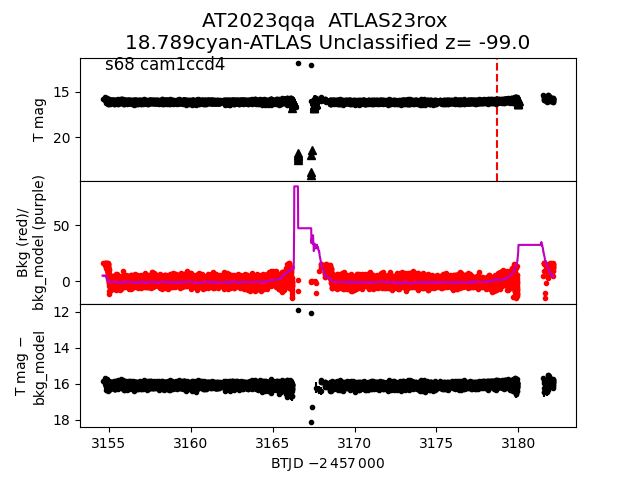 AT2023qqa  ATLAS23rox
18.789cyan-ATLAS Unclassified z= -99.0
s68 cam1ccd4
T mag
15
20
Bkg (red)/
bkg_model (purple)
50
0
T mag −
bkg_model
12
14
16
18
3155 3160 3165 3170 3175 3180
BTJD −2 457 000